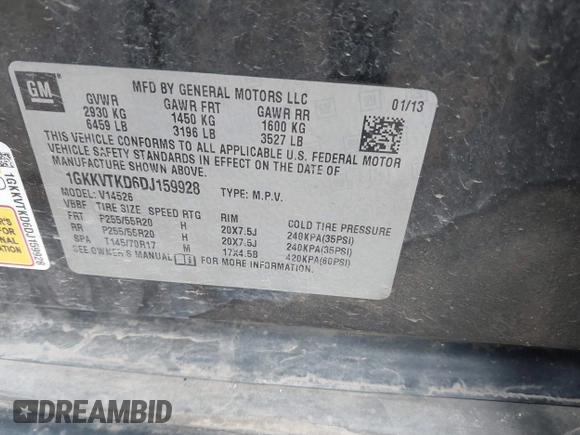 GM
MFD BY GENERAL MOTORS LLC
01/13
GVWR GAWR FRT GAWR RR
2930 KG 1450 KG 1600 KG
6459 LB 3196 LB 3527 LB
THIS VEHICLE CONFORMS TO ALL APPLICABLE U.S. FEDERAL MOTOR
VEHICLE SAFETY STANDARDS IN EFFECT ON THE DATE OF
MANUFACTURE SHOWN ABOVE.
1GKKVTKD6DJ159928 TYPE: M.P.V.
MODEL: V14526
VBBF TIRE SIZE SPEED RTG RIM COLD TIRE PRESSURE
FRT P255/55R20 H 20X7.5J 240KPA(35PSI)
RR P255/55R20 H 20X7.5J 240KPA(35PSI)
SPA T145/70R17 M 17X4.5B 420KPA(60PSI)
SEE OWNER'S MANUAL FOR MORE INFORMATION.
1GKKVTKD6DJ159928
DREAMBID